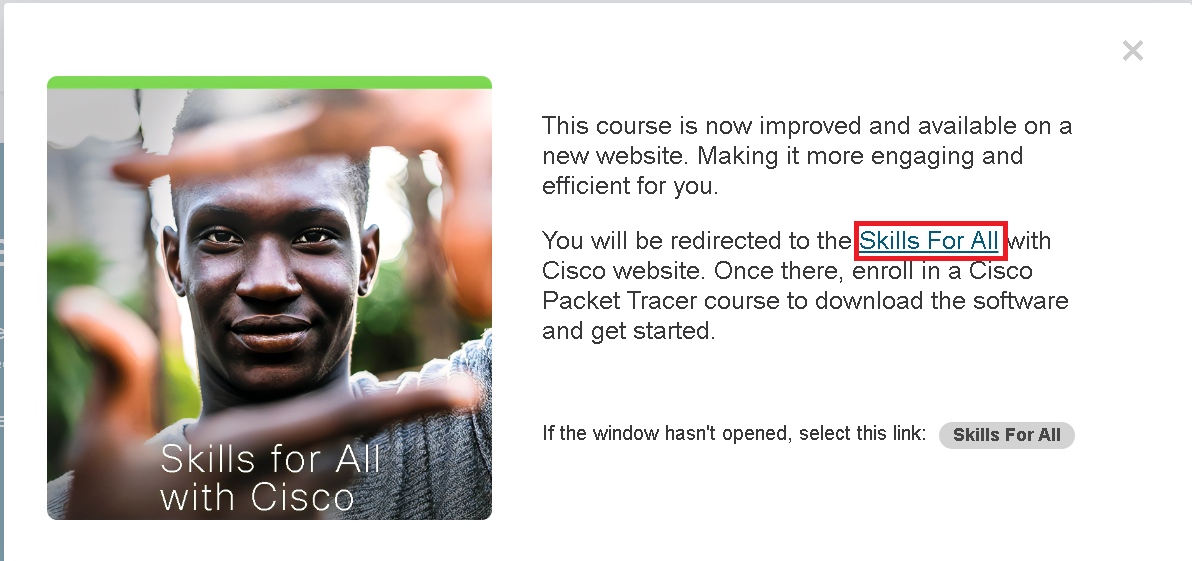 This course is now improved and available on a
new website. Making it more engaging and
efficient for you.
You will be redirected to the Skills For All with
Cisco website. Once there, enroll in a Cisco
Packet Tracer course to download the software
and get started.
If the window hasn't opened, select this link: Skills For All
Skills for All
with Cisco